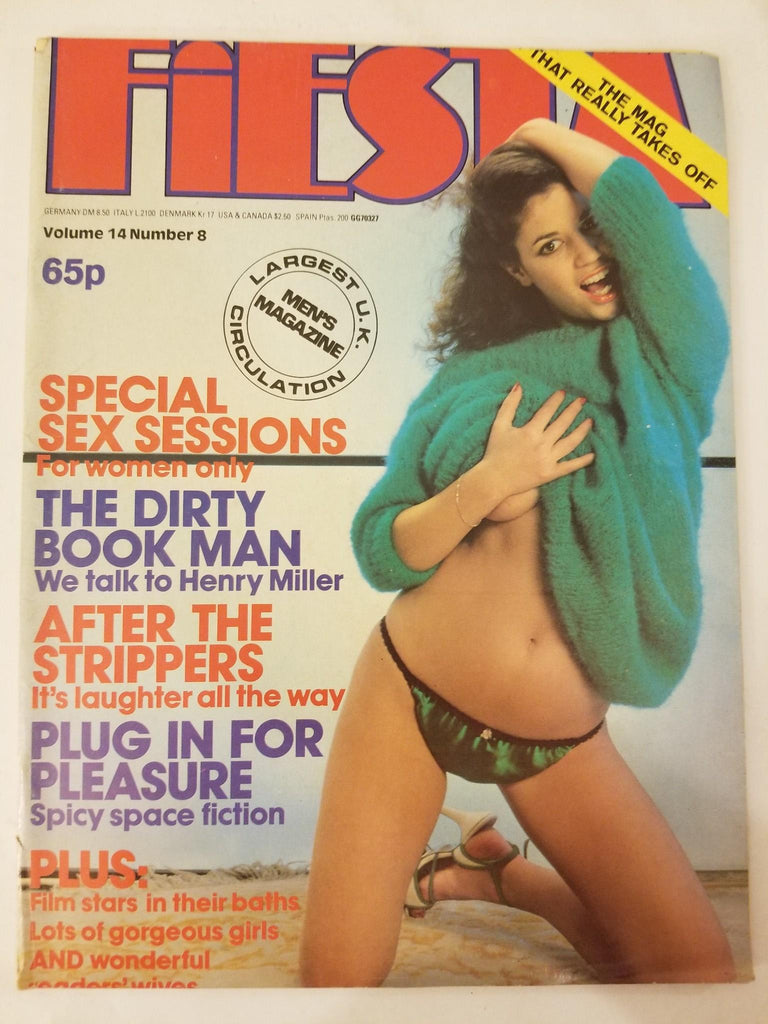 FiESTA
THE MAG
THAT REALLY TAKES OFF
GERMANY DM 8.50 ITALY L 2100 DENMARK Kr 17 USA & CANADA $2.50 SPAIN Ptas. 200 GG70327
Volume 14 Number 8
65p
LARGEST U.K.
MEN'S
MAGAZINE
CIRCULATION
SPECIAL
SEX SESSIONS
For women only
THE DIRTY
BOOK MAN
We talk to Henry Miller
AFTER THE
STRIPPERS
It's laughter all the way
PLUG IN FOR
PLEASURE
Spicy space fiction
PLUS:
Film stars in their baths
Lots of gorgeous girls
AND wonderful
readers' wives